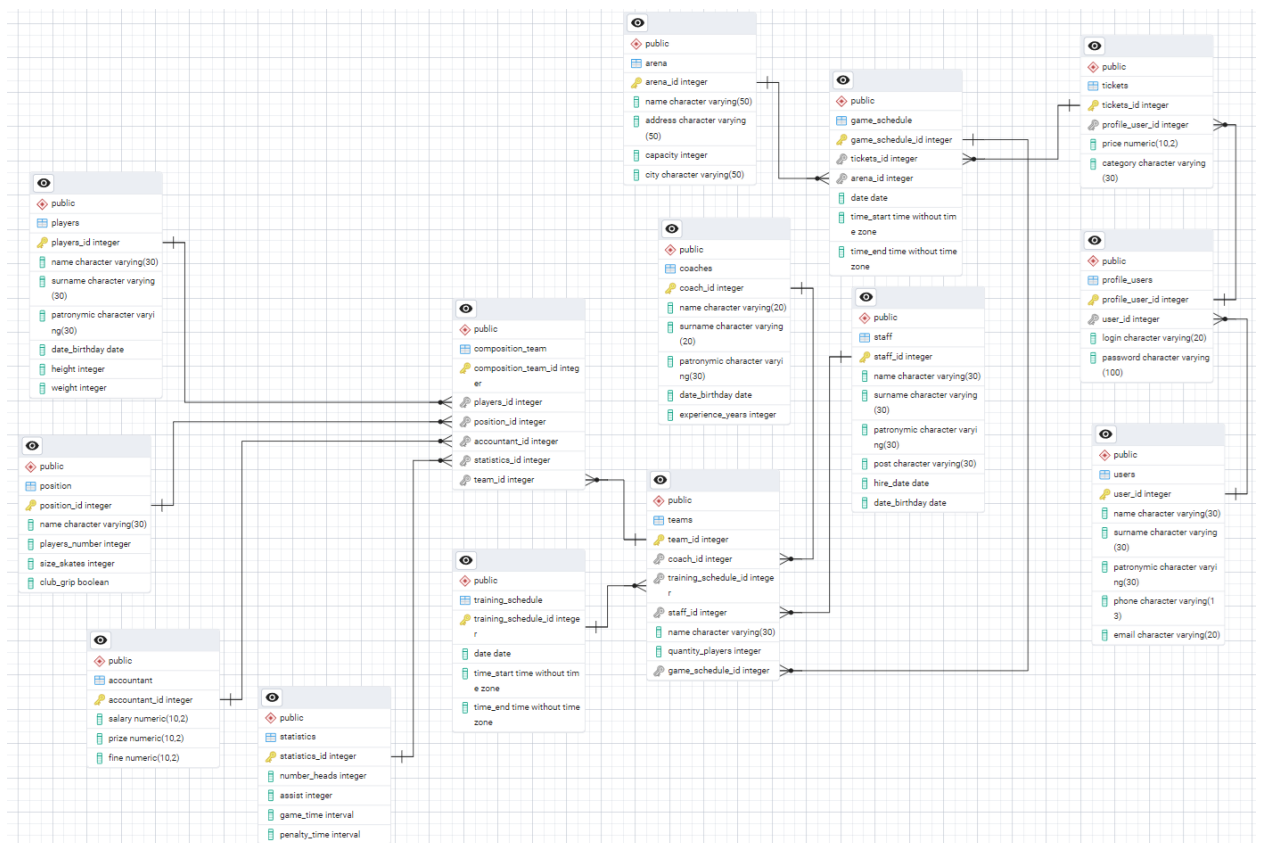 public
arena
arena_id integer
name character varying(50)
address character varying
(50)
capacity integer
city character varying(50)
public
game_schedule
game_schedule_id integer
tickets_id integer
arena_id integer
date date
time_start time without tim
e zone
time_end time without time
zone
public
tickets
tickets_id integer
profile_user_id integer
price numeric(10,2)
category character varying
(30)
public
players
players_id integer
name character varying(30)
surname character varying
(30)
patronymic character varyi
ng(30)
date_birthday date
height integer
weight integer
public
coaches
coach_id integer
name character varying(20)
surname character varying
(20)
patronymic character varyi
ng(30)
date_birthday date
experience_years integer
public
profile_users
profile_user_id integer
user_id integer
login character varying(20)
password character varying
(100)
public
composition_team
composition_team_id integ
er
players_id integer
position_id integer
accountant_id integer
statistics_id integer
team_id integer
public
staff
staff_id integer
name character varying(30)
surname character varying
(30)
patronymic character varyi
ng(30)
post character varying(30)
hire_date date
date_birthday date
public
position
position_id integer
name character varying(30)
players_number integer
size_skates integer
club_grip boolean
public
users
user_id integer
name character varying(30)
surname character varying
(30)
patronymic character varyi
ng(30)
phone character varying(1
3)
email character varying(20)
public
teams
team_id integer
coach_id integer
training_schedule_id intege
r
staff_id integer
name character varying(30)
quantity_players integer
game_schedule_id integer
public
training_schedule
training_schedule_id intege
r
date date
time_start time without tim
e zone
time_end time without time
zone
public
accountant
accountant_id integer
salary numeric(10,2)
prize numeric(10,2)
fine numeric(10,2)
public
statistics
statistics_id integer
number_heads integer
assist integer
game_time interval
penalty_time interval